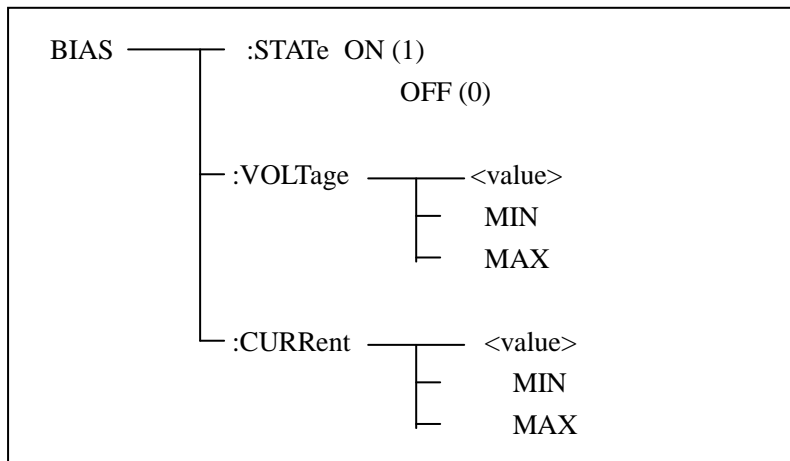 BIAS :STATe ON (1)
OFF (0)
:VOLTage <value>
MIN
MAX
:CURRent <value>
MIN
MAX